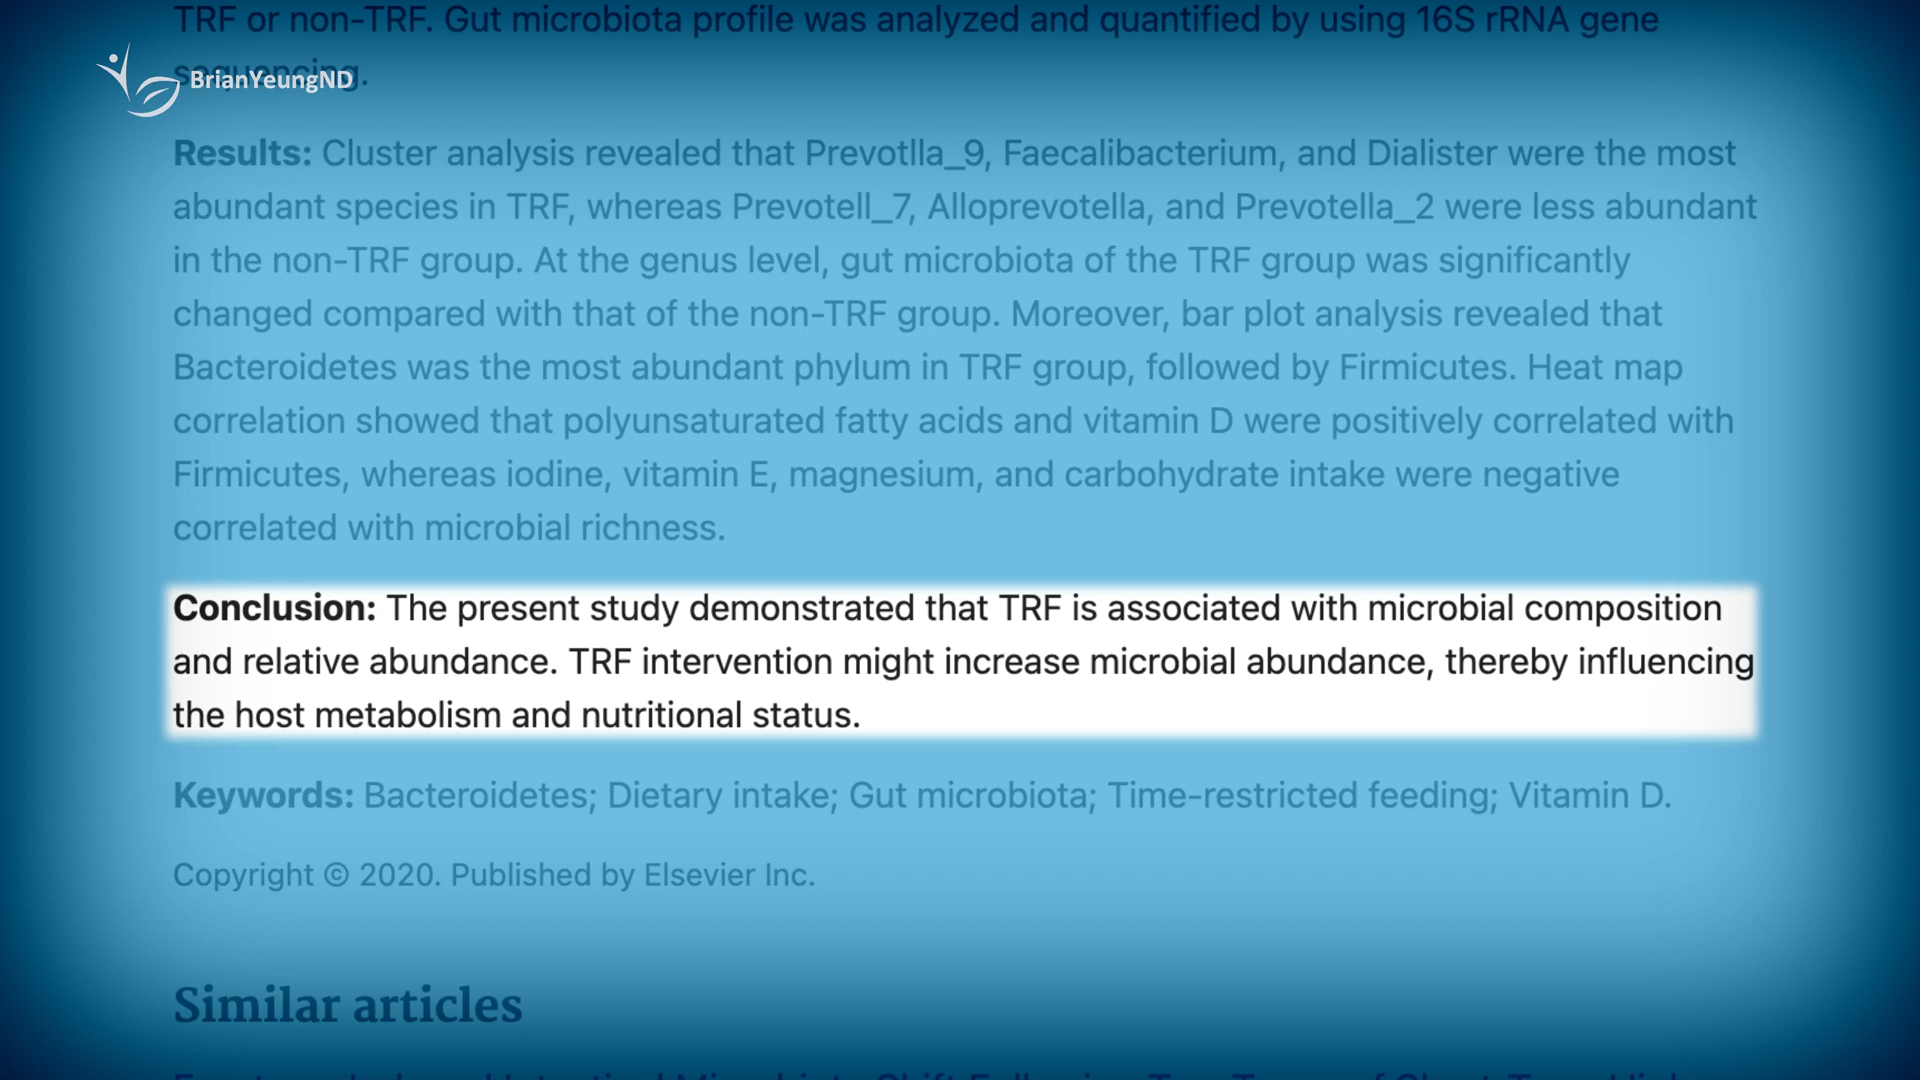 TRF or non-TRF. Gut microbiota profile was analyzed and quantified by using 16S rRNA gene
sequencing.
BrianYeungND
Results: Cluster analysis revealed that Prevotlla_9, Faecalibacterium, and Dialister were the most
abundant species in TRF, whereas Prevotell_7, Alloprevotella, and Prevotella_2 were less abundant
in the non-TRF group. At the genus level, gut microbiota of the TRF group was significantly
changed compared with that of the non-TRF group. Moreover, bar plot analysis revealed that
Bacteroidetes was the most abundant phylum in TRF group, followed by Firmicutes. Heat map
correlation showed that polyunsaturated fatty acids and vitamin D were positively correlated with
Firmicutes, whereas iodine, vitamin E, magnesium, and carbohydrate intake were negative
correlated with microbial richness.
Conclusion: The present study demonstrated that TRF is associated with microbial composition
and relative abundance. TRF intervention might increase microbial abundance, thereby influencing
the host metabolism and nutritional status.
Keywords: Bacteroidetes; Dietary intake; Gut microbiota; Time-restricted feeding; Vitamin D.
Copyright © 2020. Published by Elsevier Inc.
Similar articles